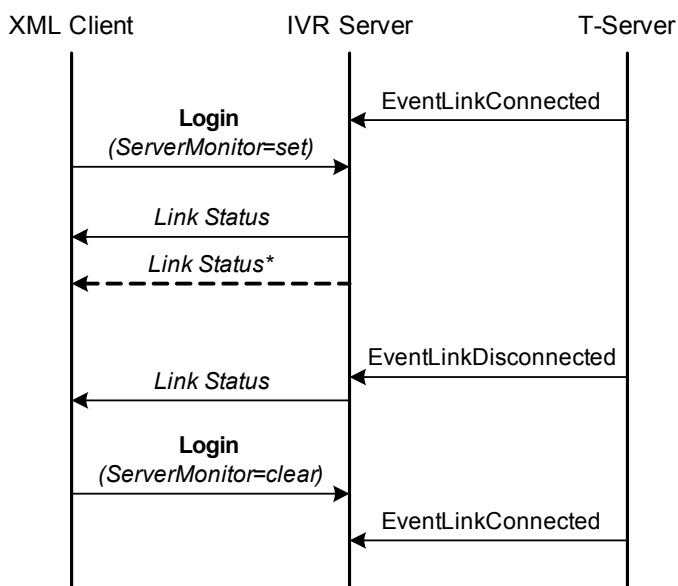 XML Client
IVR Server
T-Server
EventLinkConnected
Login
(ServerMonitor=set)
Link Status
Link Status*
EventLinkDisconnected
Link Status
Login
(ServerMonitor=clear)
EventLinkConnected